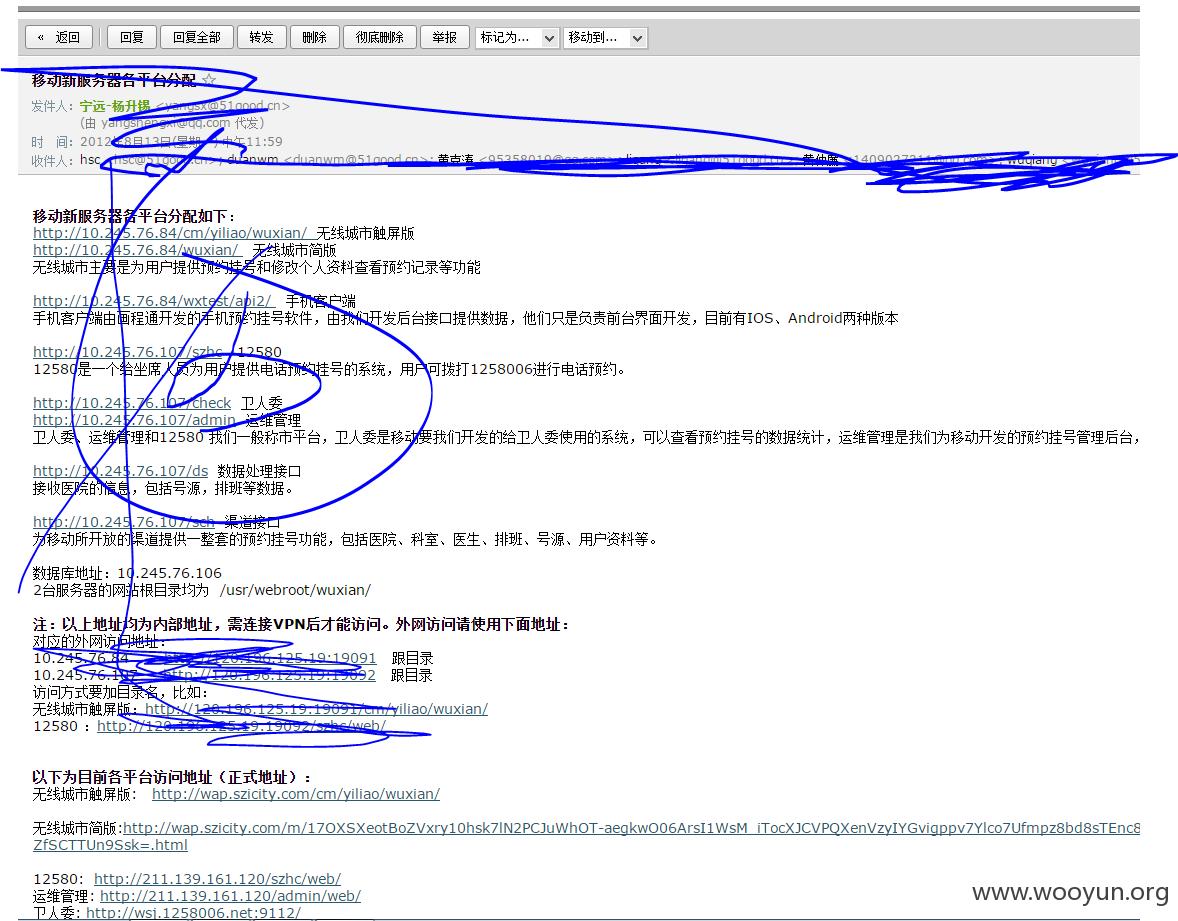 « 返回 回复 回复全部 转发 删除 彻底删除 举报 标记为... 移动到...
移动新服务器各平台分配 ☆
发件人：宁远-杨升锡 <yangsx@51good.cn>
(由 yangshengxi@qq.com 代发)
时 间：2012年8月13日(星期一) 中午11:59
收件人：hsc <hsc@51good.cn>; duanwm <duanwm@51good.cn>; 黄克涛
移动新服务器各平台分配如下：
http://10.245.76.84/cm/yiliao/wuxian/ 无线城市触屏版
http://10.245.76.84/wuxian/ 无线城市简版
无线城市主要是为用户提供预约挂号和修改个人资料查看预约记录等功能
http://10.245.76.84/wxtest/api2/ 手机客户端
手机客户端由画程通开发的手机预约挂号软件，由我们开发后台接口提供数据，他们只是负责前台界面开发，目前有IOS、Android两种版本
http://10.245.76.107/szhc 12580
12580是一个给坐席人员为用户提供电话预约挂号的系统，用户可拨打1258006进行电话预约。
http://10.245.76.107/check 卫人委
http://10.245.76.107/admin 运维管理
卫人委、运维管理和12580 我们一般称市平台，卫人委是移动要我们开发的给卫人委使用的系统，可以查看预约挂号的数据统计，运维管理是我们为移动开发的预约挂号管理后台，
http://10.245.76.107/ds 数据处理接口
接收医院的信息，包括号源，排班等数据。
http://10.245.76.107/sch 渠道接口
为移动所开放的渠道提供一整套的预约挂号功能，包括医院、科室、医生、排班、号源、用户资料等。
数据库地址：10.245.76.106
2台服务器的网站根目录均为 /usr/webroot/wuxian/
注：以上地址均为内部地址，需连接VPN后才能访问。外网访问请使用下面地址：
对应的外网访问地址：
10.245.76.84 http://120.196.125.19:19091 跟目录
10.245.76.107 http://120.196.125.19:19092 跟目录
访问方式要加目录名，比如：
无线城市触屏版：http://120.196.125.19:19091/cm/yiliao/wuxian/
12580 ：http://120.196.125.19:19092/szhc/web/
以下为目前各平台访问地址（正式地址）：
无线城市触屏版： http://wap.szicity.com/cm/yiliao/wuxian/
无线城市简版:http://wap.szicity.com/m/17OXSXeotBoZVxry10hsk7lN2PCJuWhOT-aegkwO06ArsI1WsM_iTocXJCVPQXenVzyIYGvigppv7Ylco7Ufmpz8bd8sTEnc8
ZfSCTTUn9Ssk=.html
12580： http://211.139.161.120/szhc/web/
运维管理：http://211.139.161.120/admin/web/
卫人委：http://wsj.1258006.net:9112/
www.wooyun.org